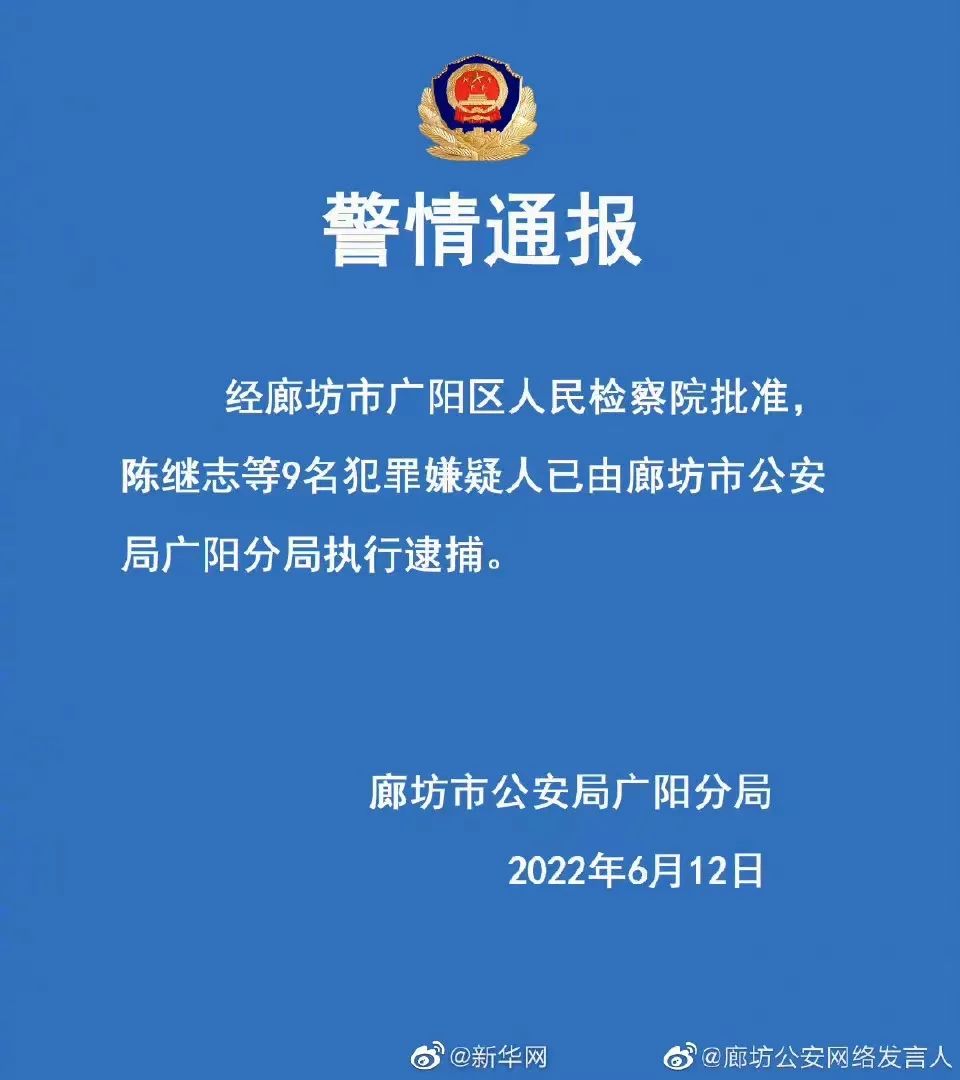 警情通报
经廊坊市广阳区人民检察院批准，
陈继志等9名犯罪嫌疑人已由廊坊市公安
局广阳分局执行逮捕。
廊坊市公安局广阳分局
2022年6月12日
@新华网
@廊坊公安网络发言人